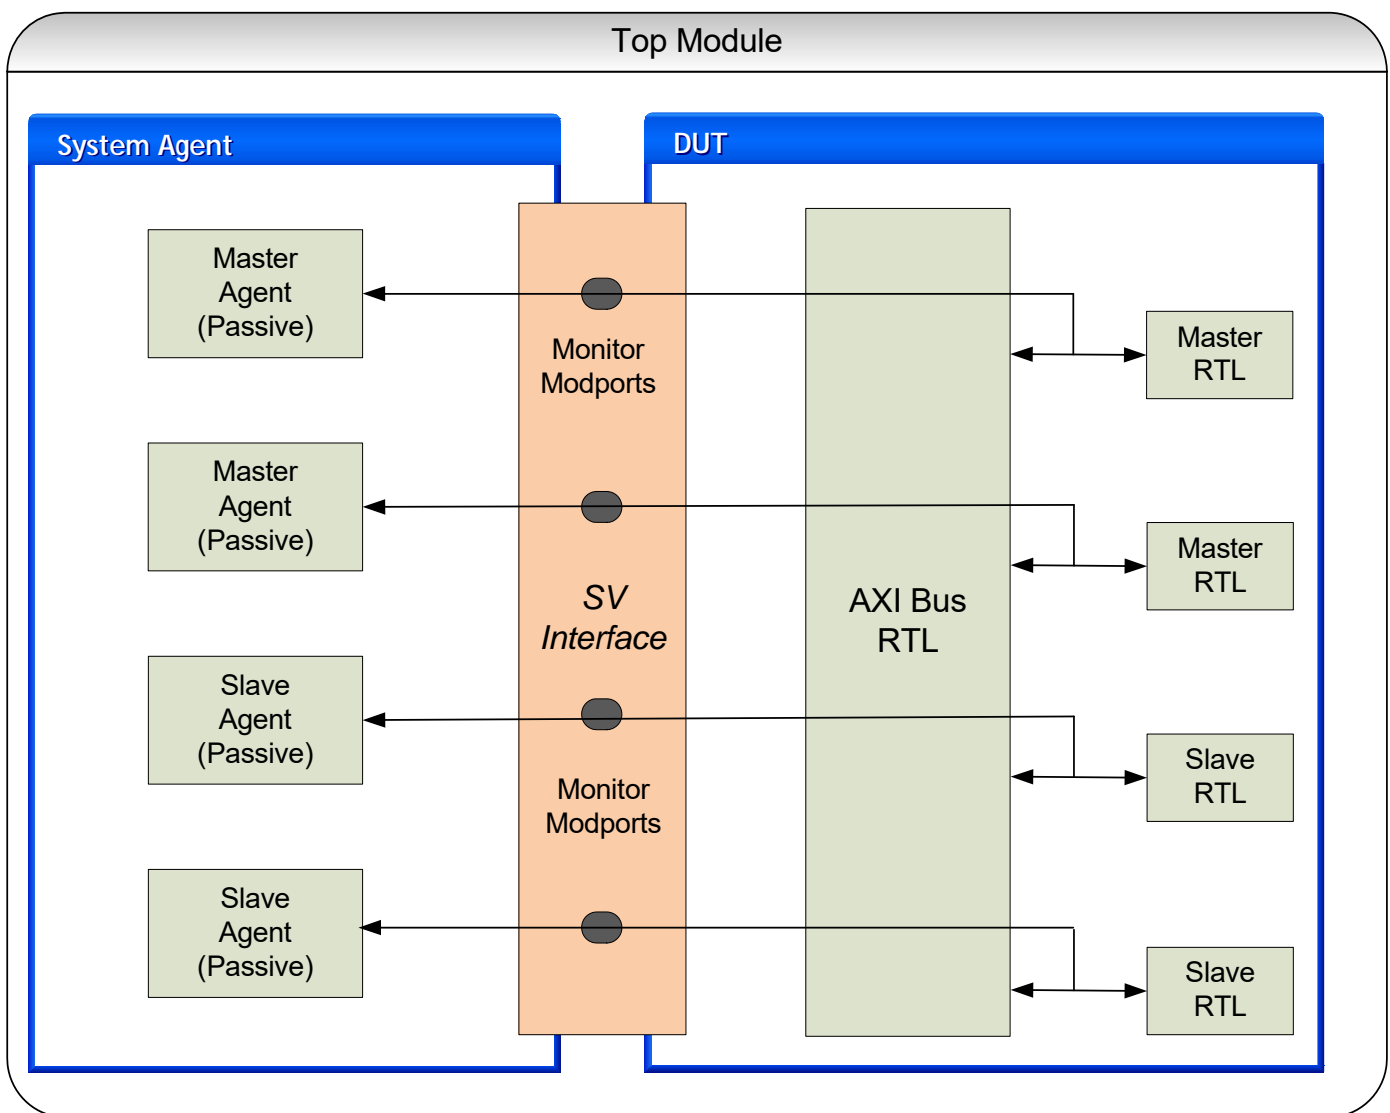 Top Module
System Agent
DUT
Master
Agent
(Passive)
Monitor
Modports
Master
RTL
Master
Agent
(Passive)
Master
RTL
SV
Interface
AXI Bus
RTL
Slave
Agent
(Passive)
Slave
RTL
Monitor
Modports
Slave
Agent
(Passive)
Slave
RTL